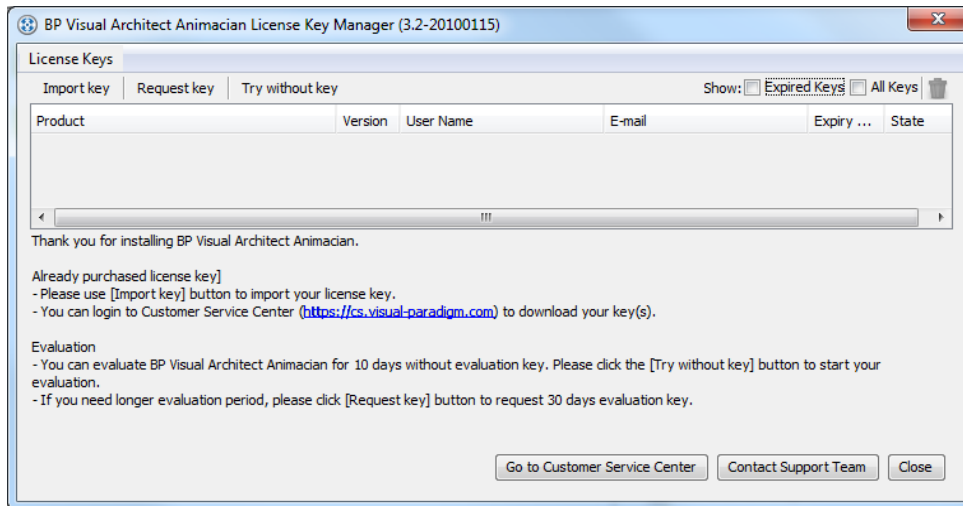 BP Visual Architect Animacian License Key Manager (3.2-20100115)
License Keys
Import key Request key Try without key Show: Expired Keys All Keys
Product Version User Name E-mail Expiry ... State
Thank you for installing BP Visual Architect Animacian.
Already purchased license key]
- Please use [Import key] button to import your license key.
- You can login to Customer Service Center (https://cs.visual-paradigm.com) to download your key(s).
Evaluation
- You can evaluate BP Visual Architect Animacian for 10 days without evaluation key. Please click the [Try without key] button to start your
evaluation.
- If you need longer evaluation period, please click [Request key] button to request 30 days evaluation key.
Go to Customer Service Center Contact Support Team Close